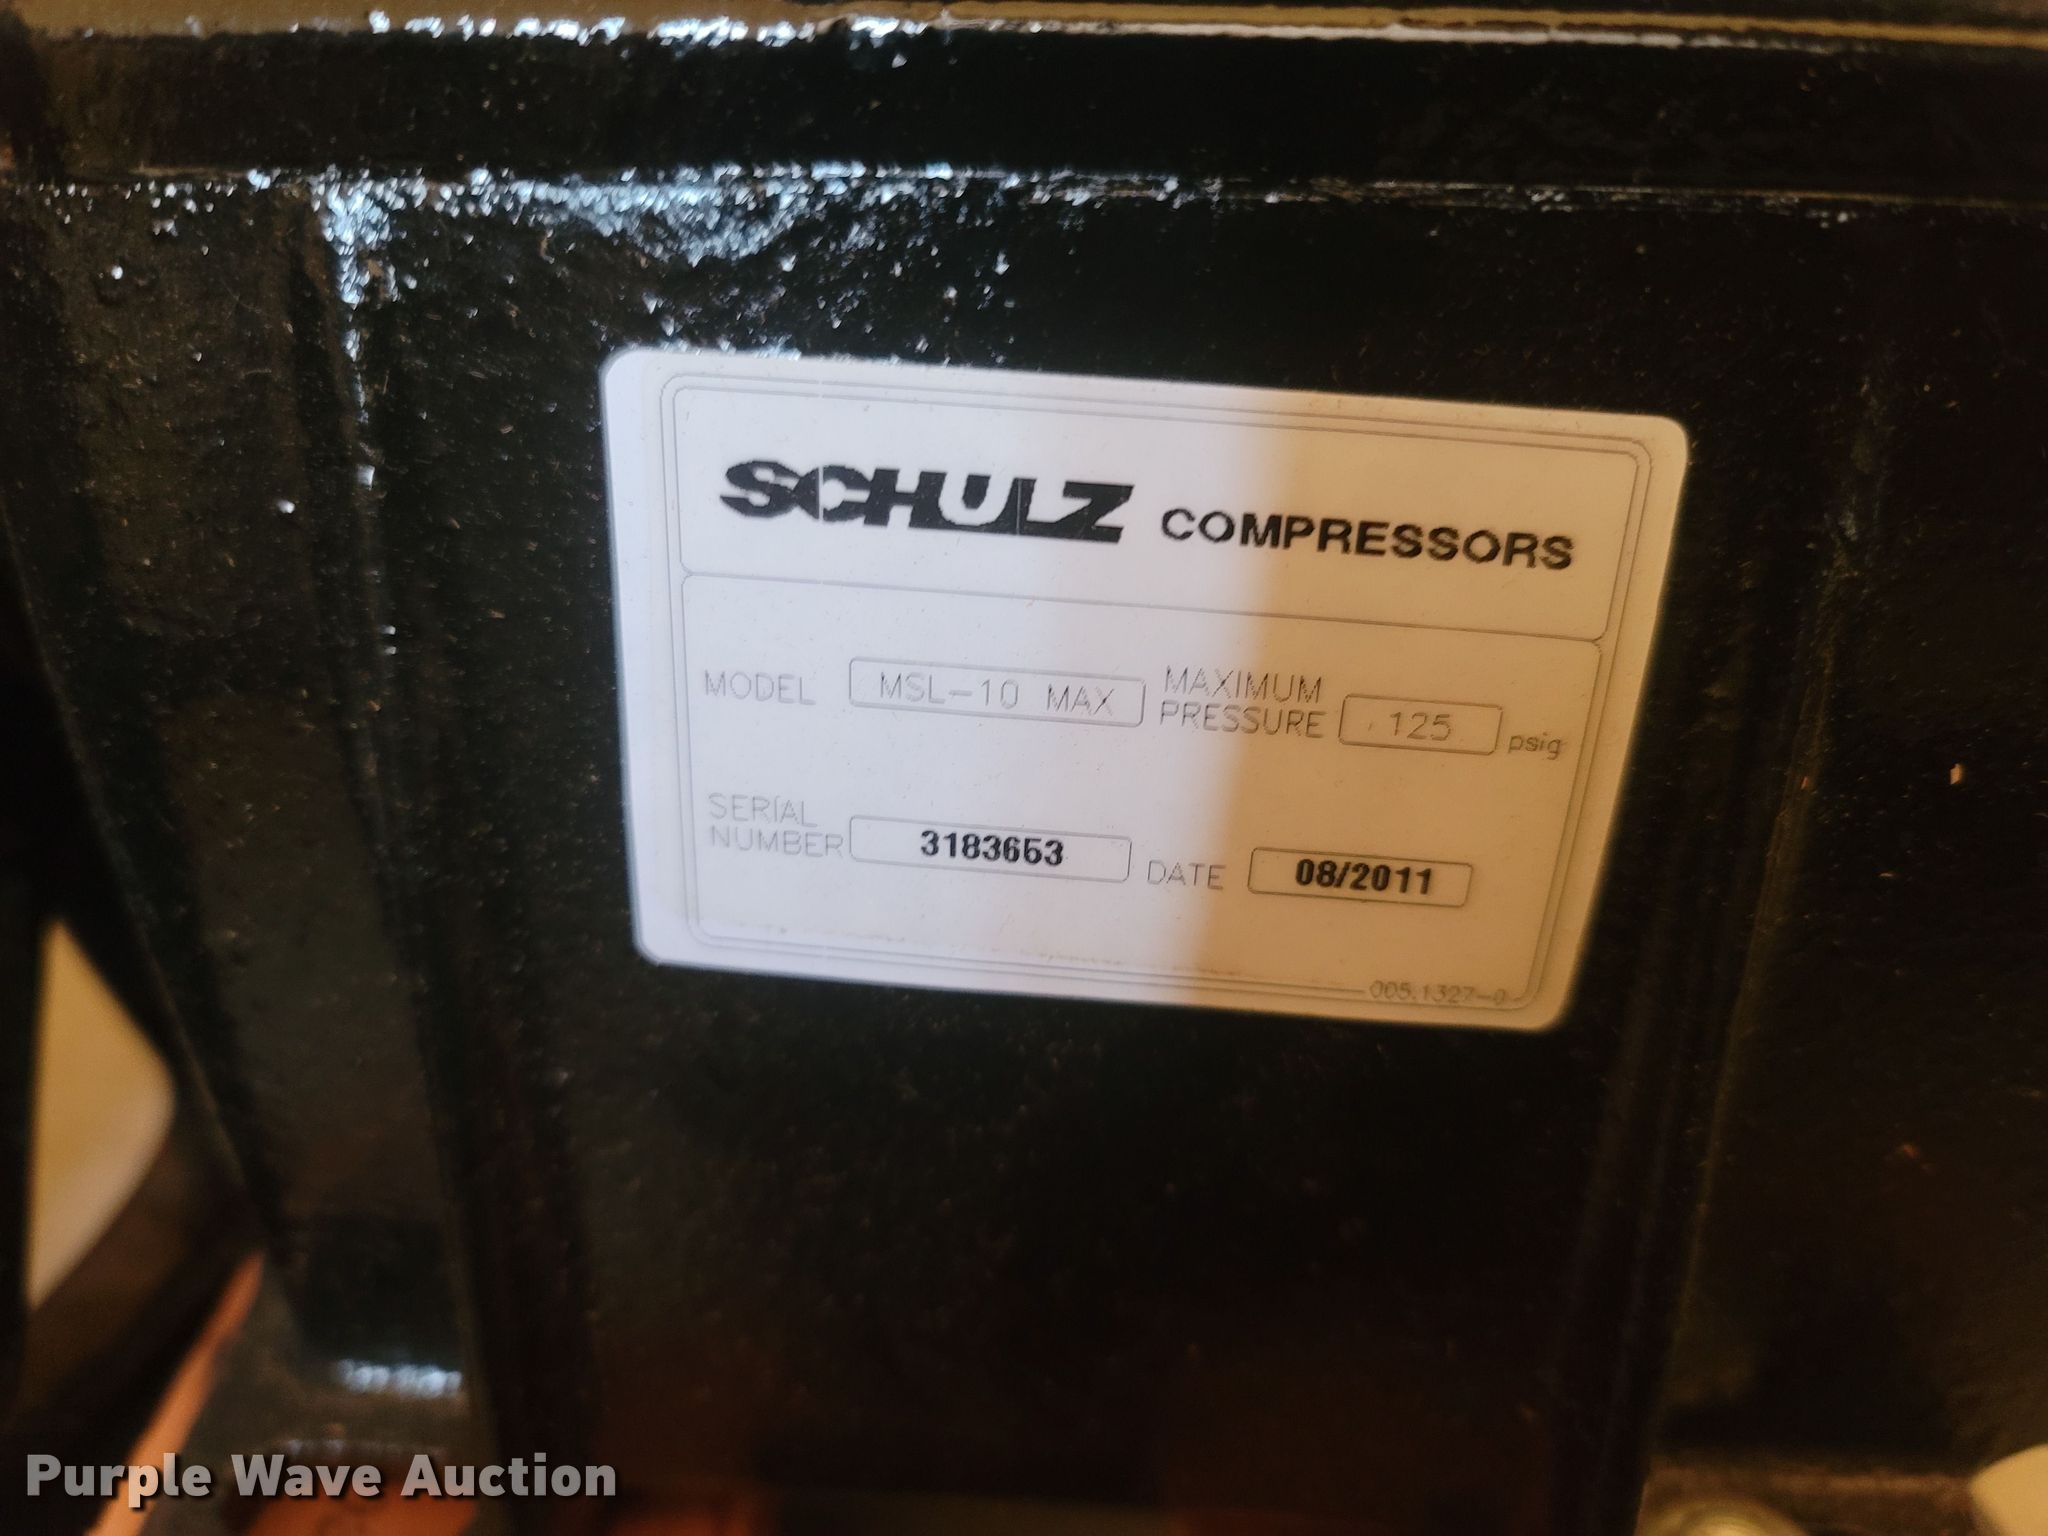 SCHULZ COMPRESSORS
MODEL MSL-10 MAX MAXIMUM PRESSURE 125 psig
SERIAL NUMBER 3183653 DATE 08/2011
005.1327-0
Purple Wave Auction